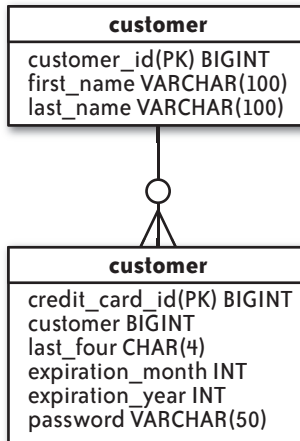 customer
customer_id(PK) BIGINT
first_name VARCHAR(100)
last_name VARCHAR(100)
customer
credit_card_id(PK) BIGINT
customer BIGINT
last_four CHAR(4)
expiration_month INT
expiration_year INT
password VARCHAR(50)